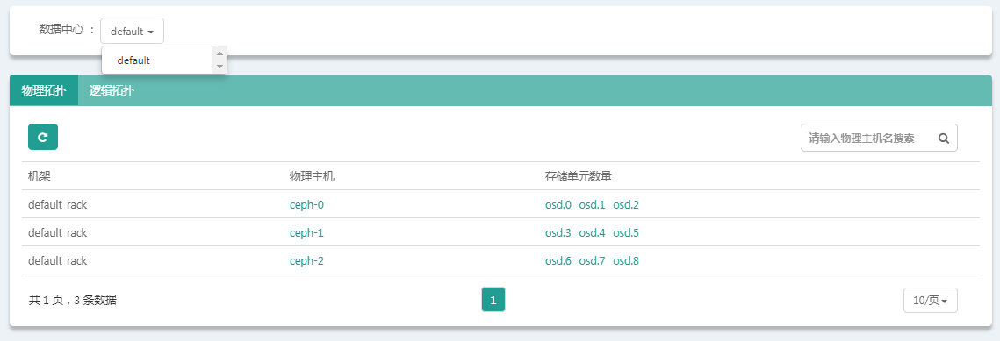 数据中心 ： default
default
物理拓扑 逻辑拓扑
请输入物理主机名搜索
机架 物理主机 存储单元数量
default_rack ceph-0 osd.0 osd.1 osd.2
default_rack ceph-1 osd.3 osd.4 osd.5
default_rack ceph-2 osd.6 osd.7 osd.8
共 1 页，3 条数据 1 10/页